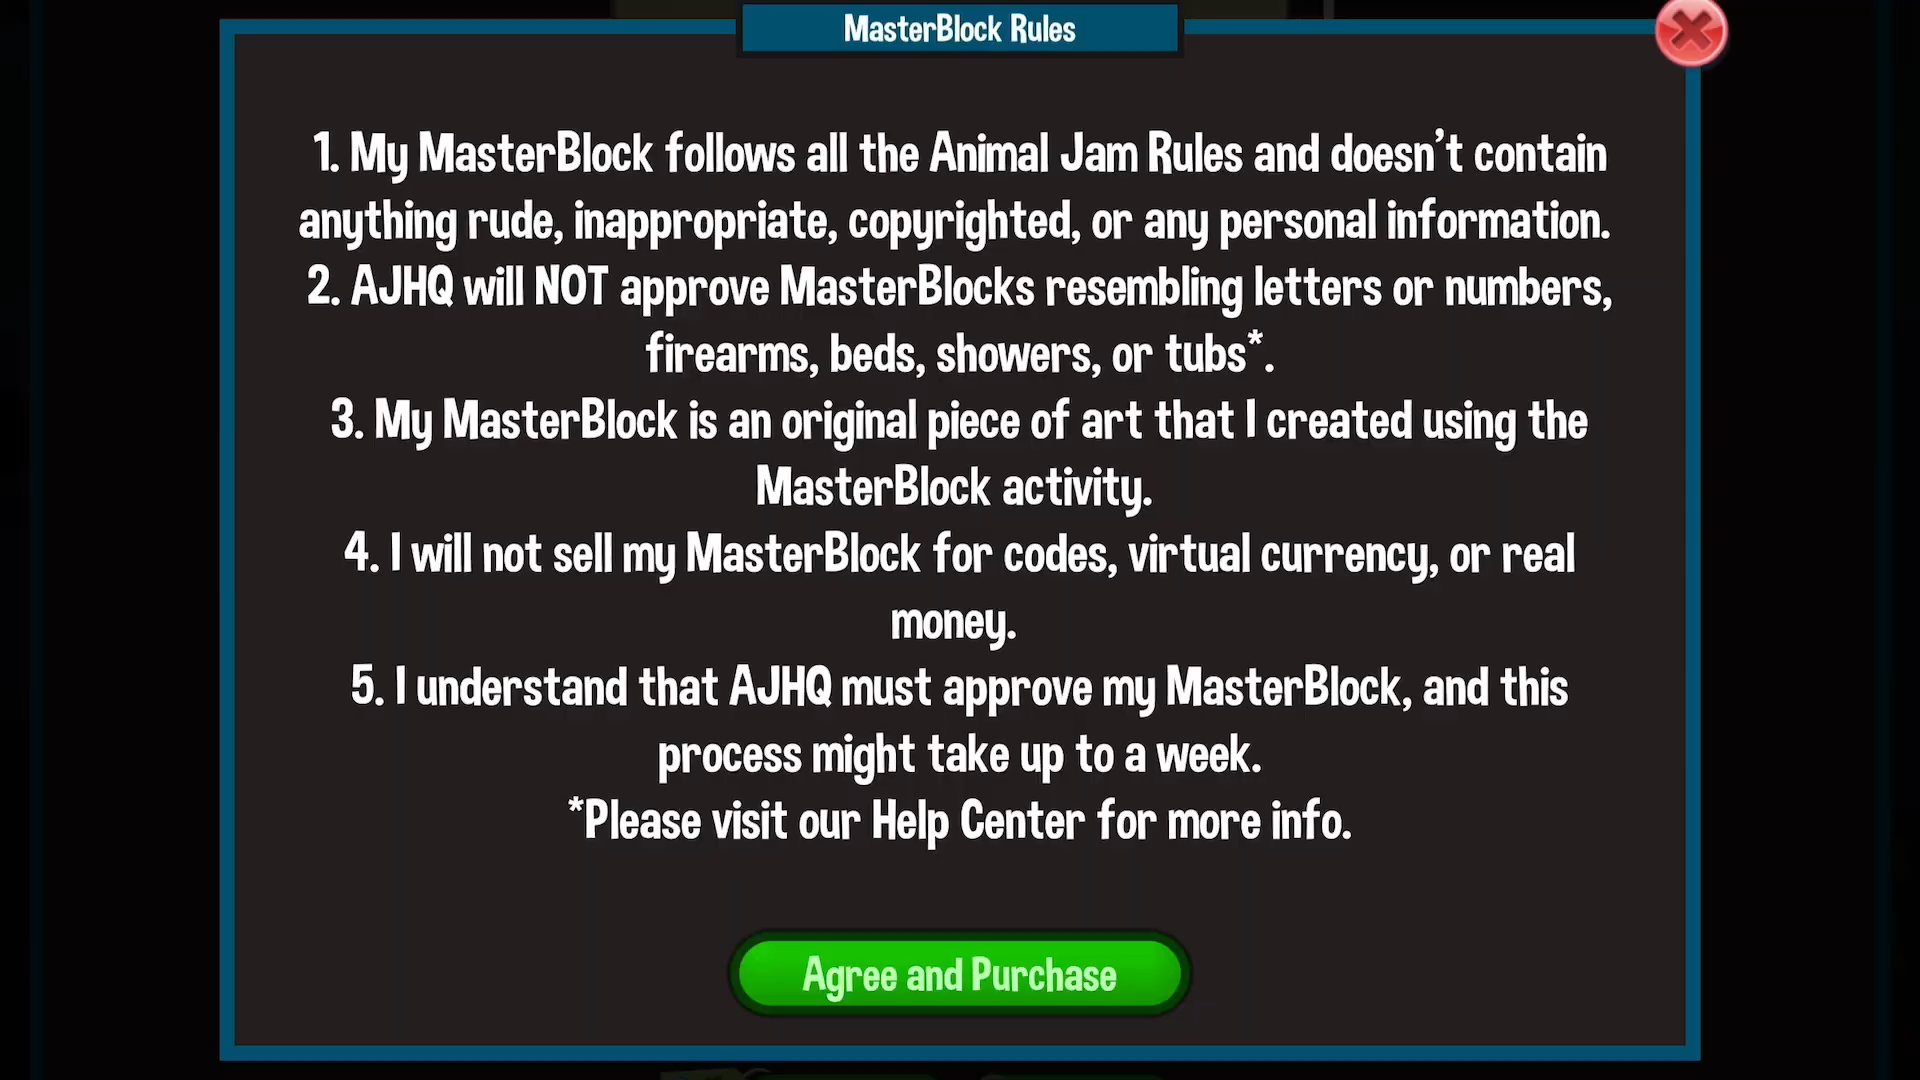 MasterBlock Rules
1. My MasterBlock follows all the Animal Jam Rules and doesn't contain
anything rude, inappropriate, copyrighted, or any personal information.
2. AJHQ will NOT approve MasterBlocks resembling letters or numbers,
firearms, beds, showers, or tubs*.
3. My MasterBlock is an original piece of art that I created using the
MasterBlock activity.
4. I will not sell my MasterBlock for codes, virtual currency, or real
money.
5. I understand that AJHQ must approve my MasterBlock, and this
process might take up to a week.
*Please visit our Help Center for more info.
Agree and Purchase